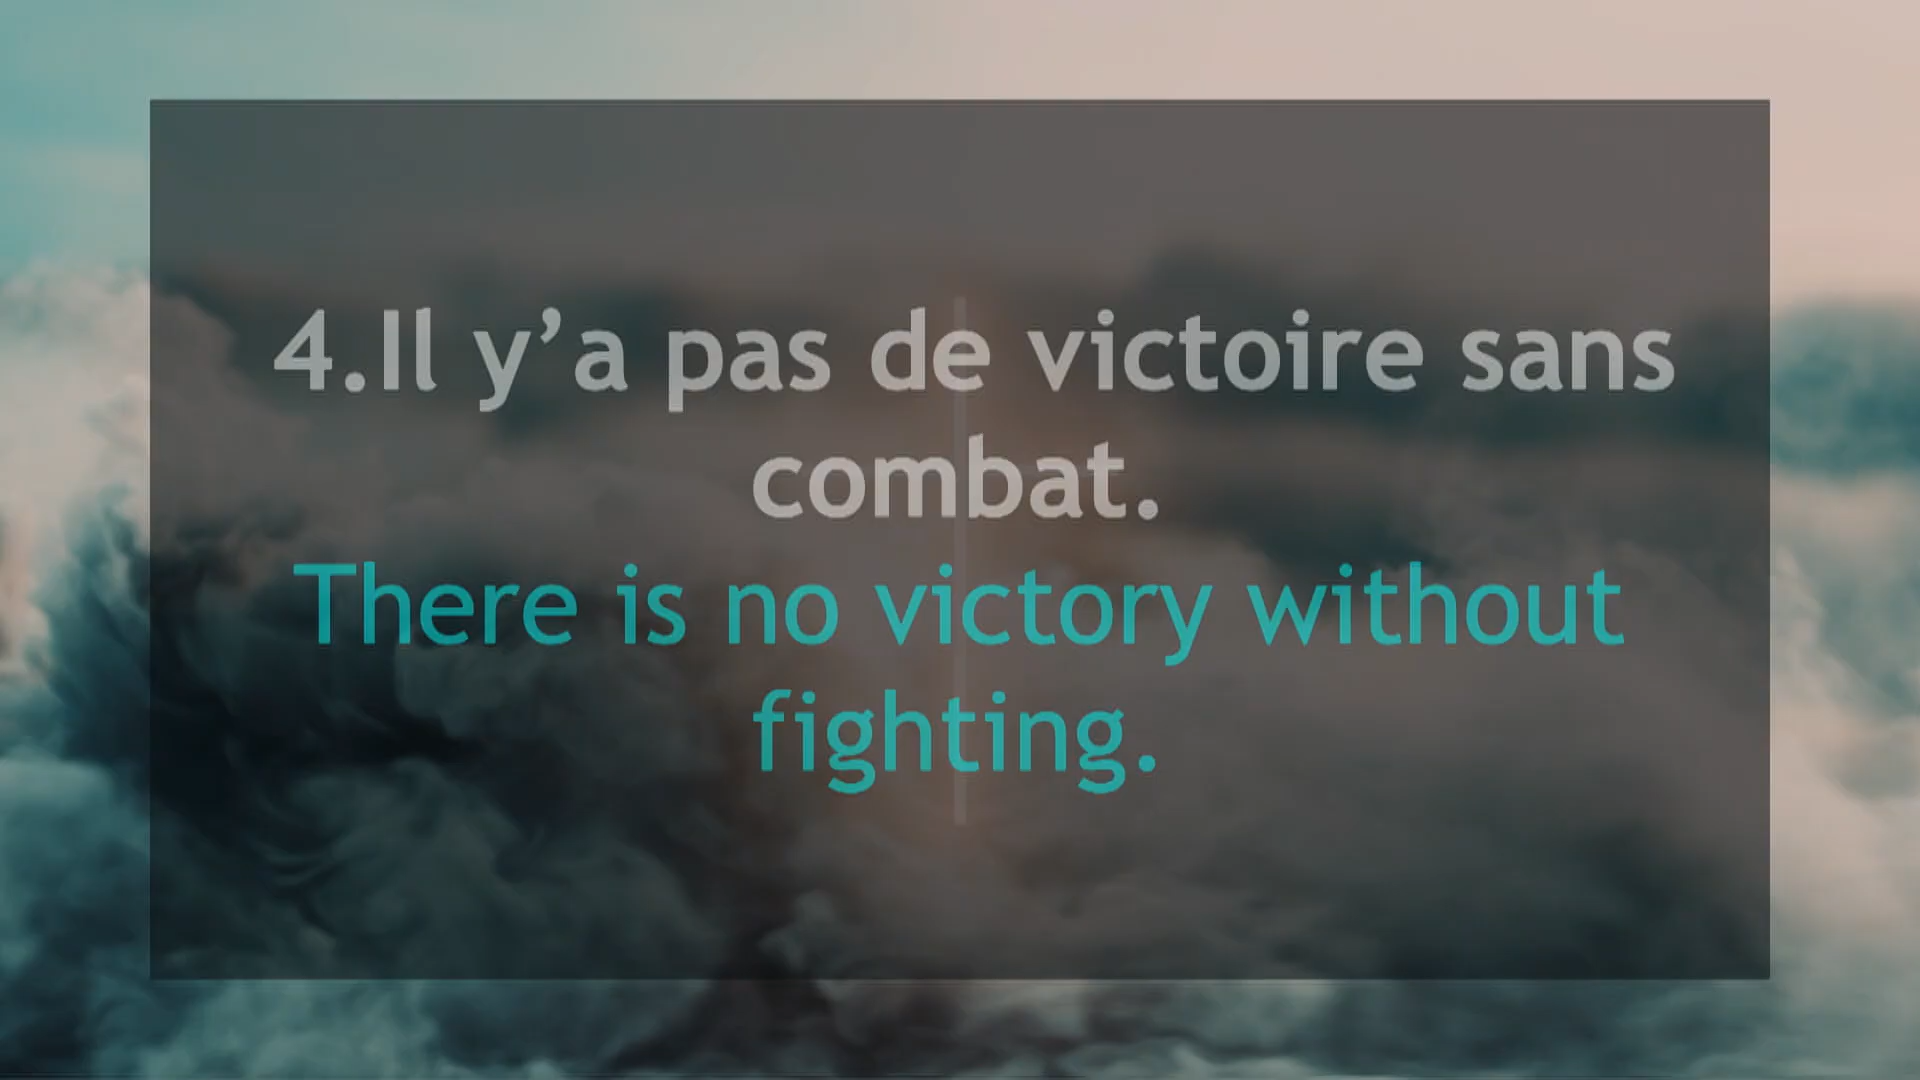 4.Il y’a pas de victoire sans
combat.
There is no victory without
fighting.